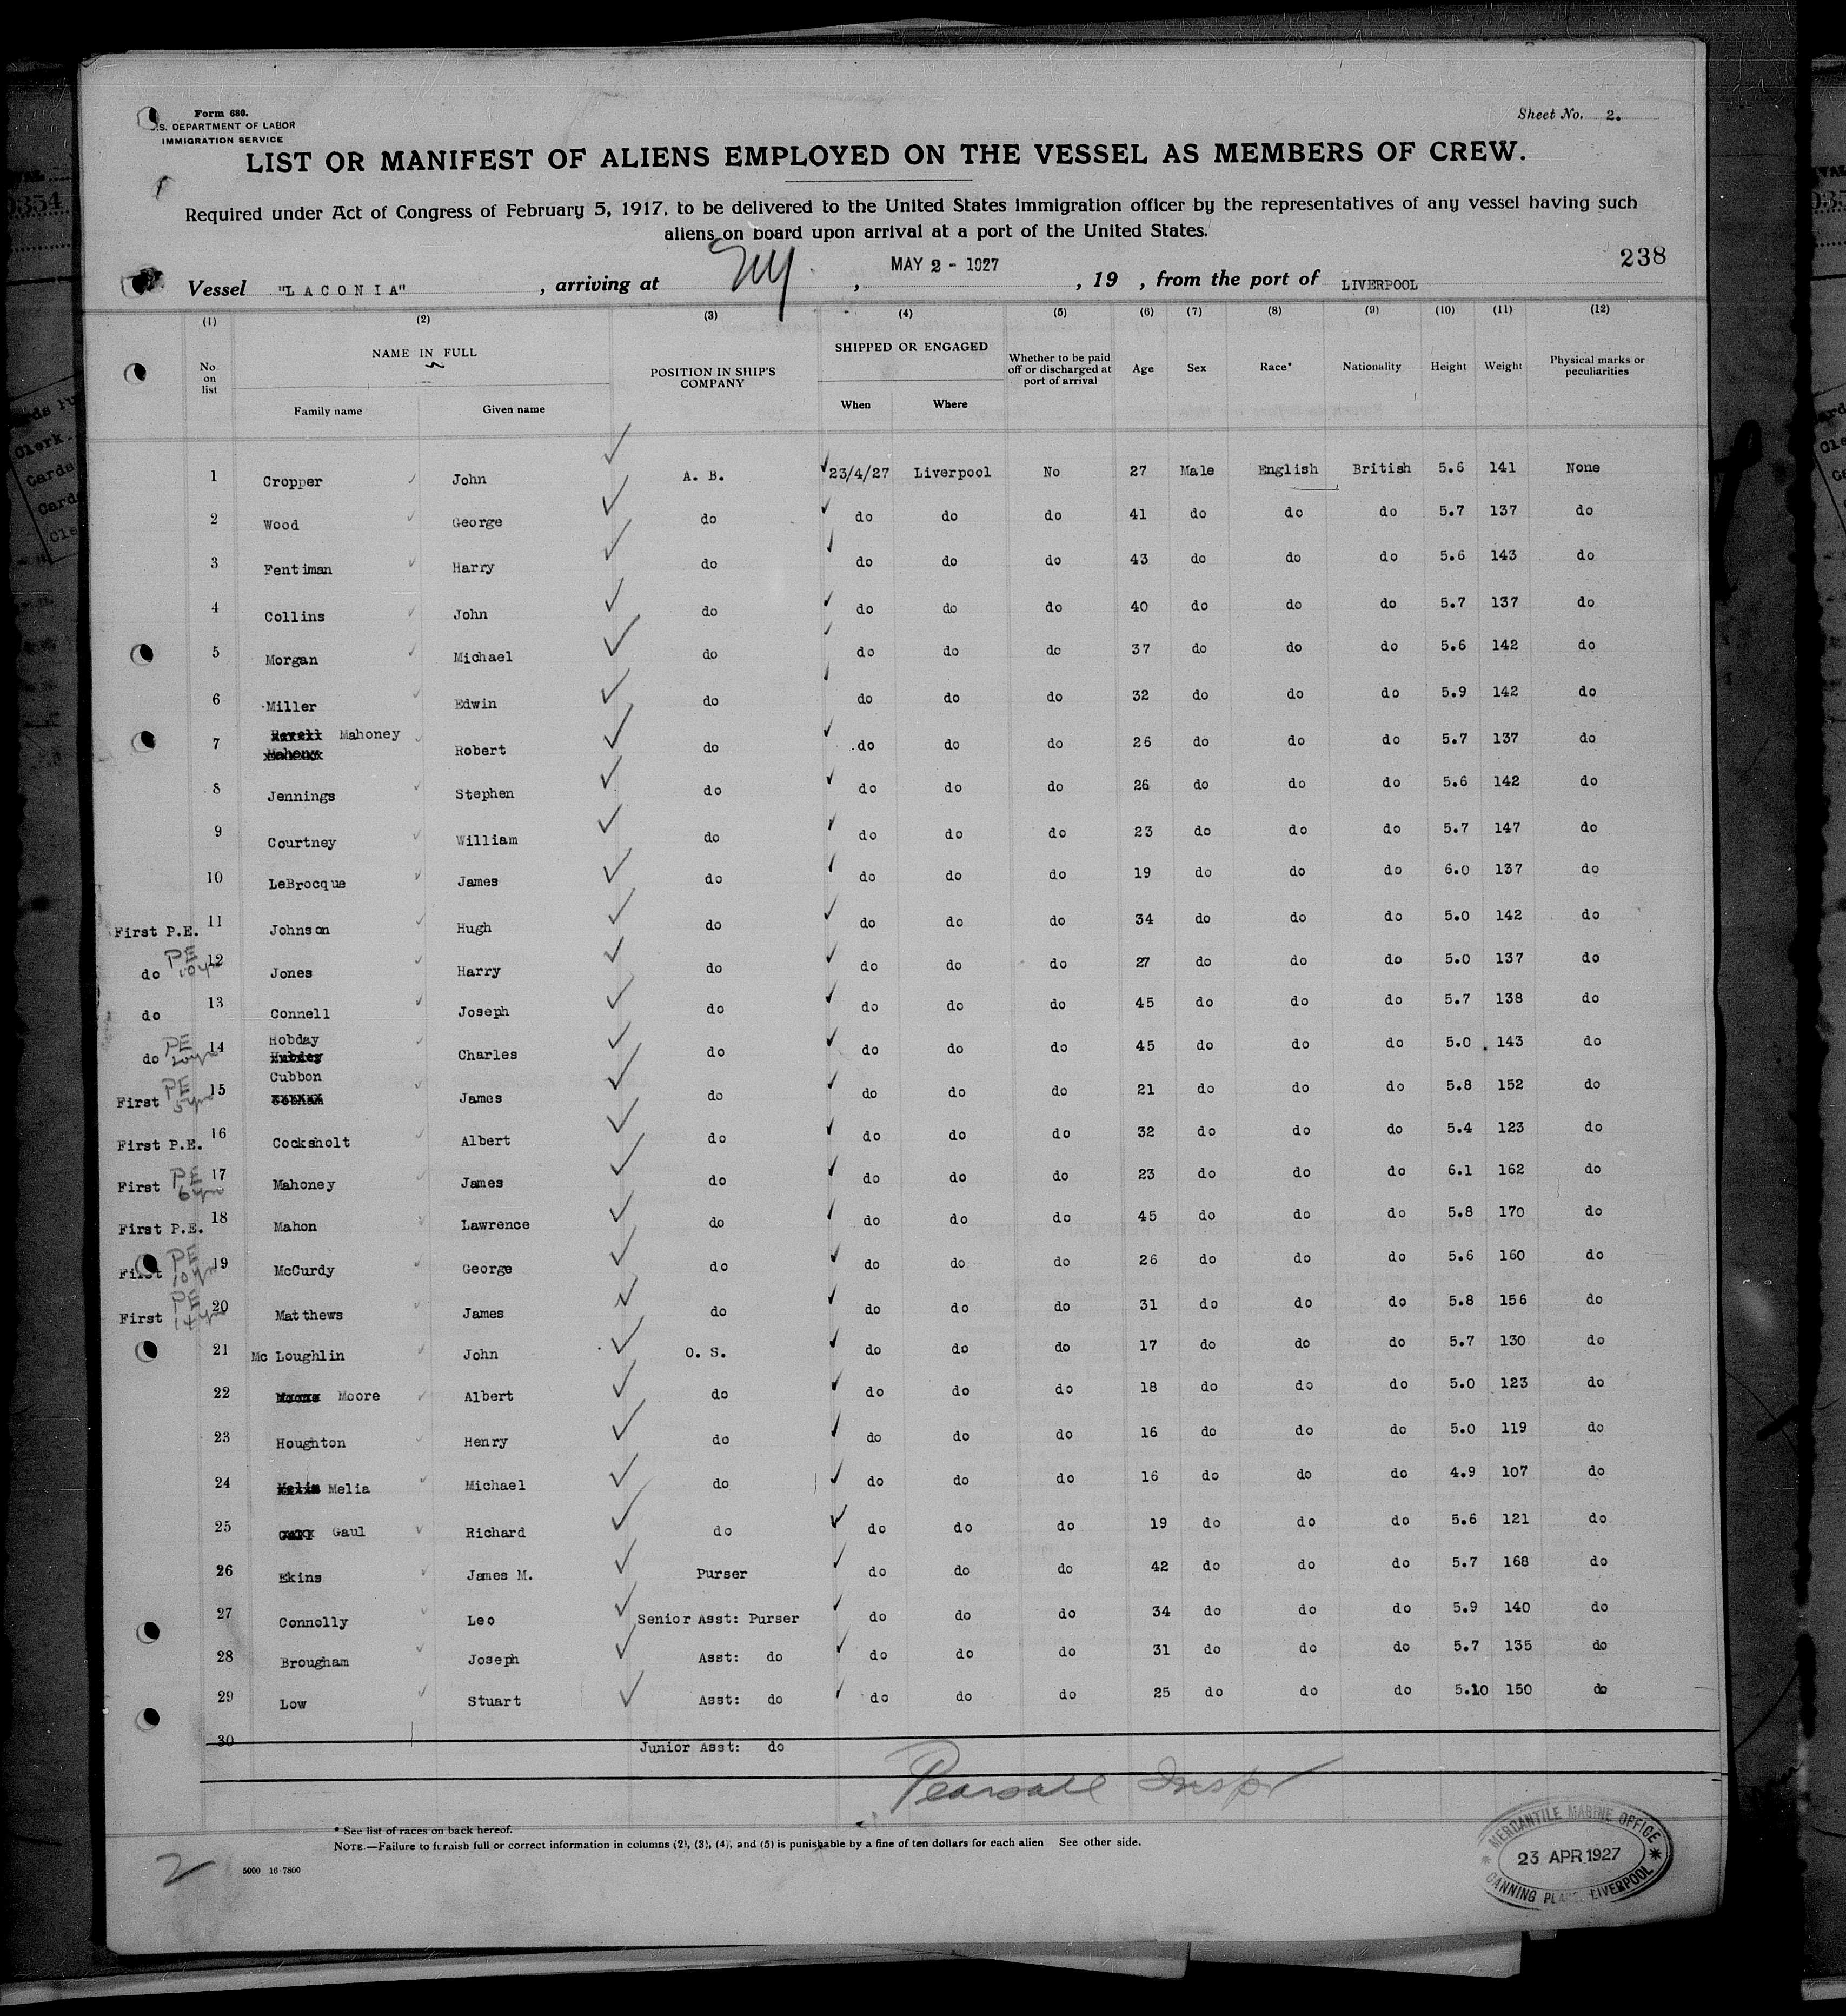 Form 680.
U.S. DEPARTMENT OF LABOR
IMMIGRATION SERVICE
Sheet No. 2.
LIST OR MANIFEST OF ALIENS EMPLOYED ON THE VESSEL AS MEMBERS OF CREW.
Required under Act of Congress of February 5, 1917, to be delivered to the United States immigration officer by the representatives of any vessel having such
aliens on board upon arrival at a port of the United States.
238
Vessel "LACONIA" , arriving at NY , MAY 2 - 1927 , 19 , from the port of LIVERPOOL
(1) (2) (3) (4) (5) (6) (7) (8) (9) (10) (11) (12)
No. on list NAME IN FULL POSITION IN SHIP'S COMPANY SHIPPED OR ENGAGED Whether to be paid off or discharged at port of arrival Age Sex Race* Nationality Height Weight Physical marks or peculiarities
Family name Given name When Where
1 Cropper John A. B. 23/4/27 Liverpool No 27 Male English British 5.6 141 None
2 Wood George do do do do 41 do do do 5.7 137 do
3 Fentiman Harry do do do do 43 do do do 5.6 143 do
4 Collins John do do do do 40 do do do 5.7 137 do
5 Morgan Michael do do do do 37 do do do 5.6 142 do
6 Miller Edwin do do do do 32 do do do 5.9 142 do
7 Mahoney Robert do do do do 26 do do do 5.7 137 do
8 Jennings Stephen do do do do 26 do do do 5.6 142 do
9 Courtney William do do do do 23 do do do 5.7 147 do
10 LeBrocque James do do do do 19 do do do 6.0 137 do
First P.E. 11 Johnson Hugh do do do do 34 do do do 5.0 142 do
do PE 10 yrs 12 Jones Harry do do do do 27 do do do 5.0 137 do
do 13 Connell Joseph do do do do 45 do do do 5.7 138 do
do PE 20 yrs 14 Hobday Charles do do do do 45 do do do 5.0 143 do
First PE 5 yrs 15 Cubbon James do do do do 21 do do do 5.8 152 do
First P.E. 16 Cocksholt Albert do do do do 32 do do do 5.4 123 do
First PE 6 yrs 17 Mahoney James do do do do 23 do do do 6.1 162 do
First P.E. 18 Mahon Lawrence do do do do 45 do do do 5.8 170 do
First PE 10 yrs 19 McCurdy George do do do do 26 do do do 5.6 160 do
First PE 14 yrs 20 Matthews James do do do do 31 do do do 5.8 156 do
21 Mc Loughlin John O. S. do do do 17 do do do 5.7 130 do
22 Moore Albert do do do do 18 do do do 5.0 123 do
23 Houghton Henry do do do do 16 do do do 5.0 119 do
24 Melia Michael do do do do 16 do do do 4.9 107 do
25 Gaul Richard do do do do 19 do do do 5.6 121 do
26 Ekins James M. Purser do do do 42 do do do 5.7 168 do
27 Connolly Leo Senior Asst: Purser do do do 34 do do do 5.9 140 do
28 Brougham Joseph Asst: do do do do 31 do do do 5.7 135 do
29 Low Stuart Asst: do do do do 25 do do do 5.10 150 do
30 Junior Asst: do
Pearsall Inspr
* See list of races on back hereof.
NOTE.—Failure to furnish full or correct information in columns (2), (3), (4), and (5) is punishable by a fine of ten dollars for each alien See other side.
2
5000 16-7800
MERCANTILE MARINE OFFICE
23 APR 1927
CANNING PLACE LIVERPOOL